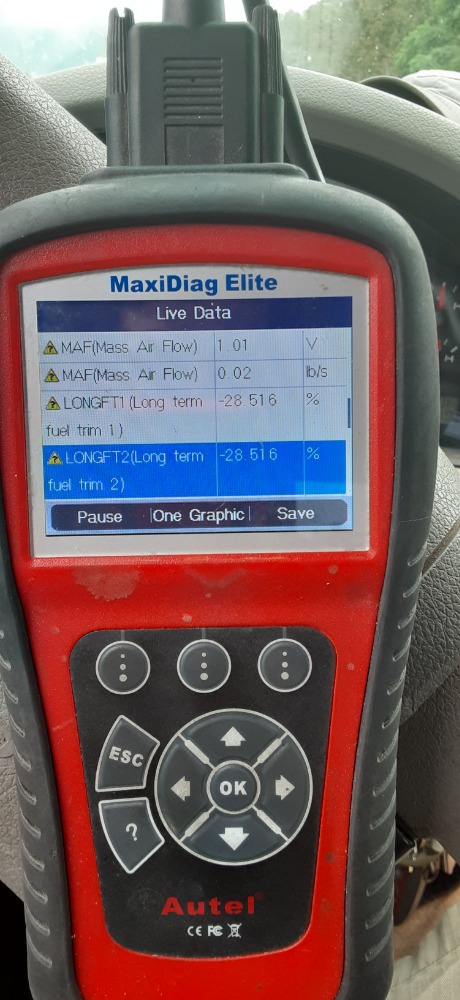 MaxiDiag Elite
Live Data
MAF(Mass Air Flow) 1.01 V
MAF(Mass Air Flow) 0.02 lb/s
LONGFT1(Long term -28.516 %
fuel trim 1)
LONGFT2(Long term -28.516 %
fuel trim 2)
Pause One Graphic Save
ESC
OK
?
Autel
CE FC